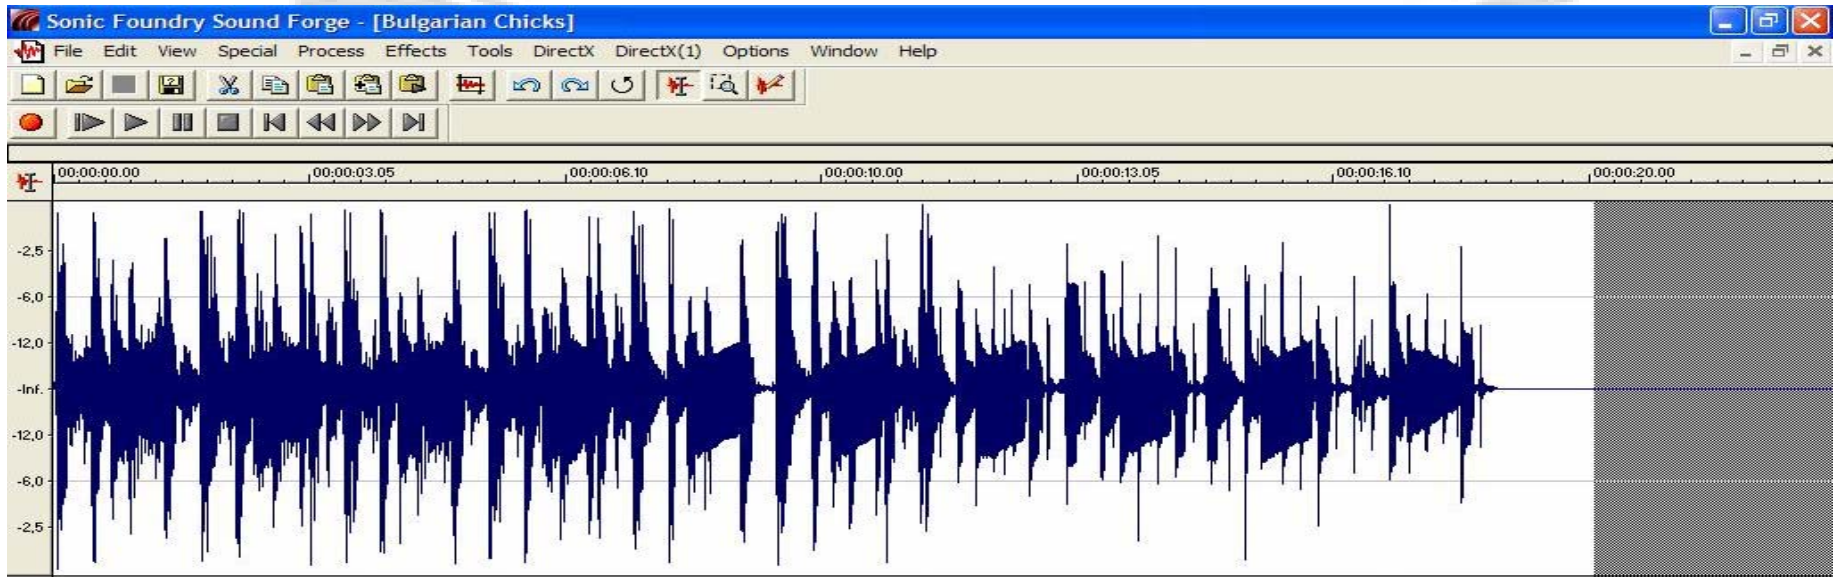 Sonic Foundry Sound Forge - [Bulgarian Chicks]
File Edit View Special Process Effects Tools DirectX DirectX(1) Options Window Help
00:00:00.00 00:00:03.05 00:00:06.10 00:00:10.00 00:00:13.05 00:00:16.10 00:00:20.00
-2,5
-6,0
-12,0
-Inf.
-12,0
-6,0
-2,5